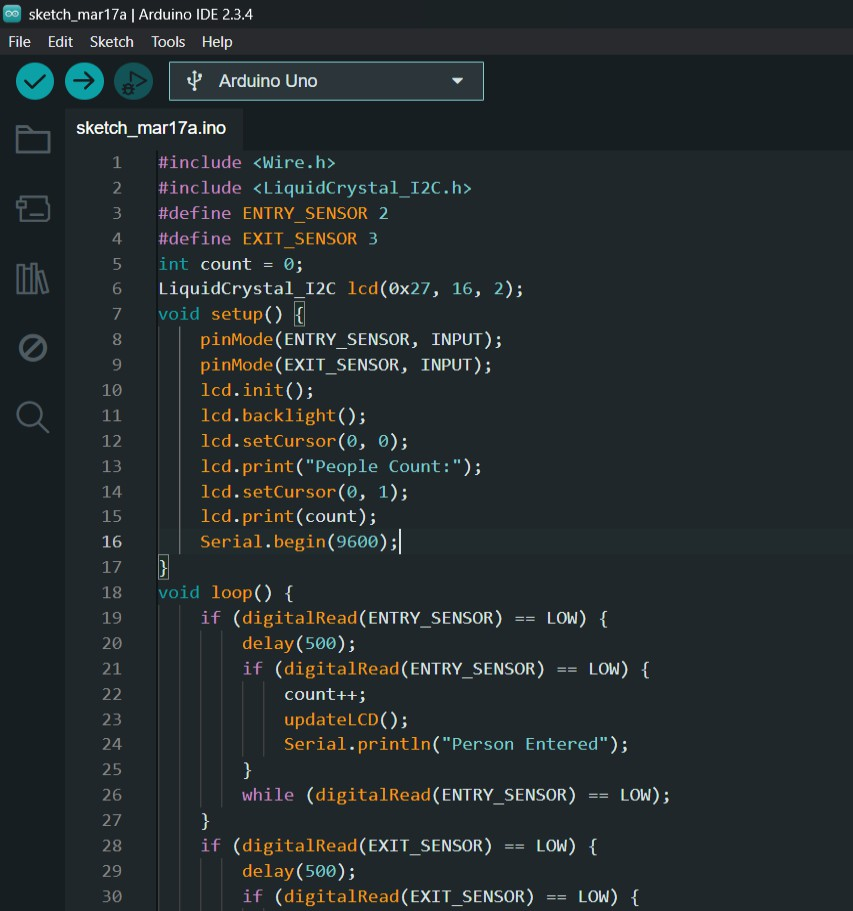 sketch_mar17a | Arduino IDE 2.3.4
File Edit Sketch Tools Help
Arduino Uno
sketch_mar17a.ino
1 #include <Wire.h>
2 #include <LiquidCrystal_I2C.h>
3 #define ENTRY_SENSOR 2
4 #define EXIT_SENSOR 3
5 int count = 0;
6 LiquidCrystal_I2C lcd(0x27, 16, 2);
7 void setup() {
8 pinMode(ENTRY_SENSOR, INPUT);
9 pinMode(EXIT_SENSOR, INPUT);
10 lcd.init();
11 lcd.backlight();
12 lcd.setCursor(0, 0);
13 lcd.print("People Count:");
14 lcd.setCursor(0, 1);
15 lcd.print(count);
16 Serial.begin(9600);
17 }
18 void loop() {
19 if (digitalRead(ENTRY_SENSOR) == LOW) {
20 delay(500);
21 if (digitalRead(ENTRY_SENSOR) == LOW) {
22 count++;
23 updateLCD();
24 Serial.println("Person Entered");
25 }
26 while (digitalRead(ENTRY_SENSOR) == LOW);
27 }
28 if (digitalRead(EXIT_SENSOR) == LOW) {
29 delay(500);
30 if (digitalRead(EXIT_SENSOR) == LOW) {